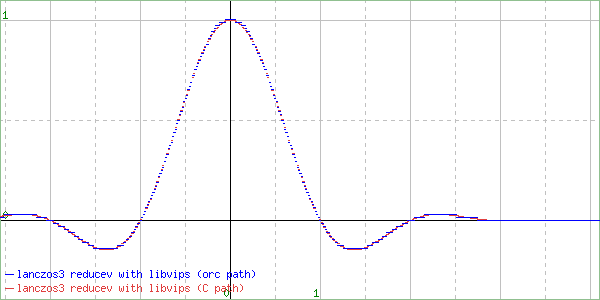 1
0
lanczos3 reducev with libvips (orc path)
lanczos3 reducev with libvips (C path)
0 1